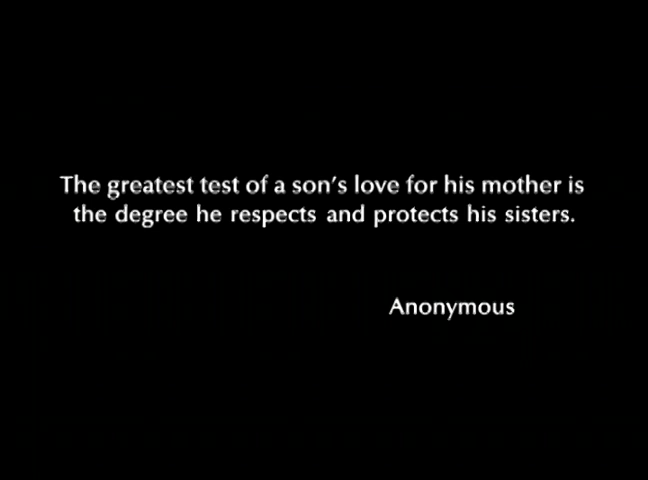 The greatest test of a son's love for his mother is
the degree he respects and protects his sisters.
Anonymous